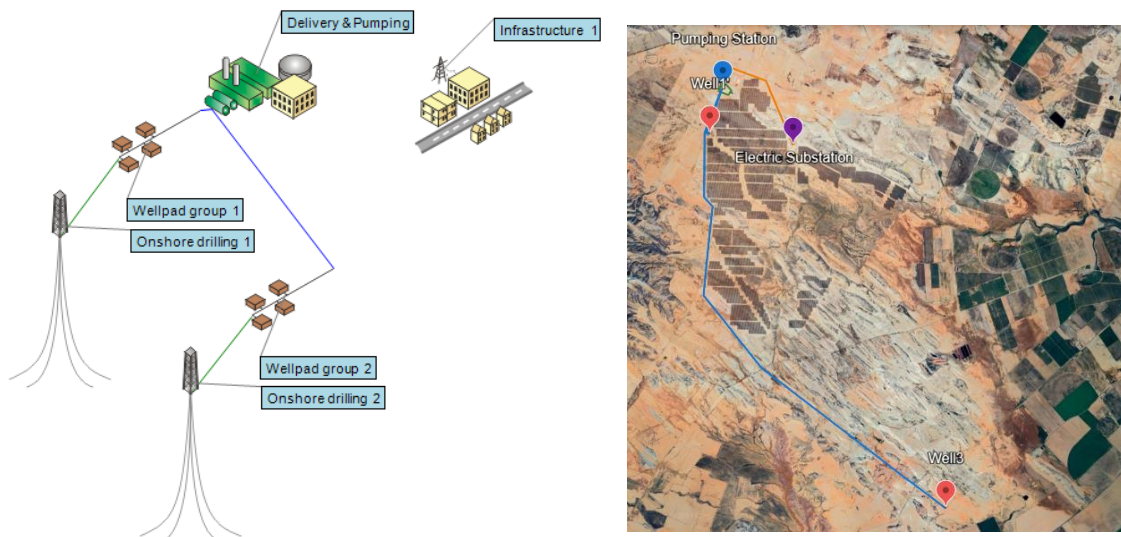 Delivery & Pumping
Infrastructure 1
Wellpad group 1
Onshore drilling 1
Wellpad group 2
Onshore drilling 2
Pumping Station
Well1
Electric Substation
Well3